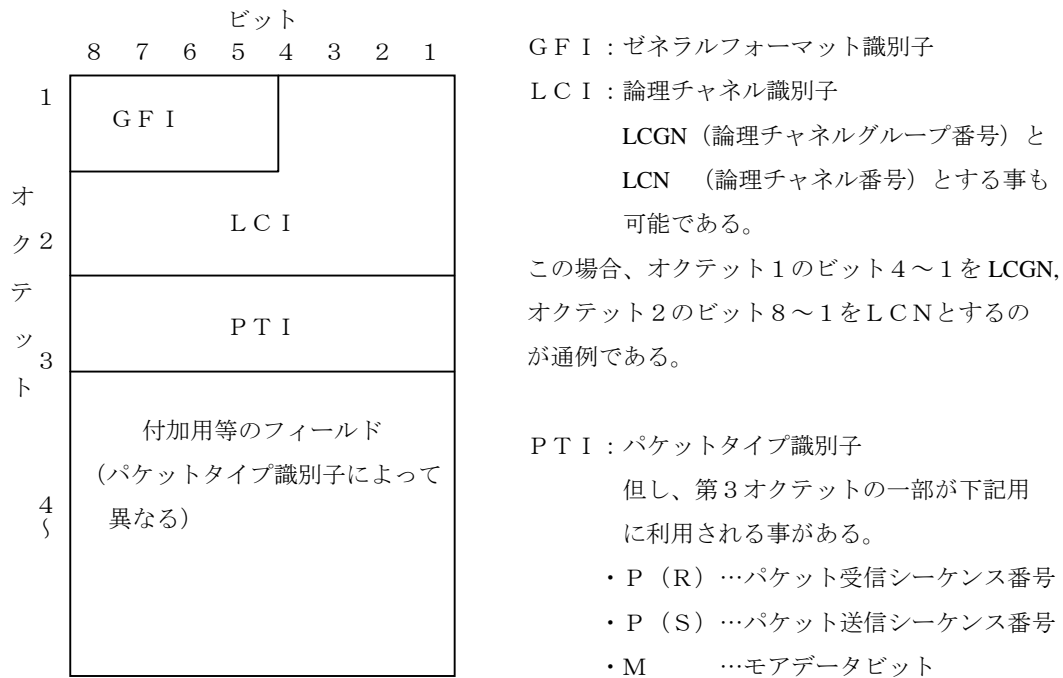 ビット
８ ７ ６ ５ ４ ３ ２ １
オクテット
１
ＧＦＩ
２
ＬＣＩ
３
ＰＴＩ
４～
付加用等のフィールド
（パケットタイプ識別子によって
異なる）
ＧＦＩ：ゼネラルフォーマット識別子
ＬＣＩ：論理チャネル識別子
LCGN（論理チャネルグループ番号）と
LCN （論理チャネル番号）とする事も
可能である。
この場合、オクテット１のビット４～１を LCGN,
オクテット２のビット８～１をＬＣＮとするの
が通例である。
ＰＴＩ：パケットタイプ識別子
但し、第３オクテットの一部が下記用
に利用される事がある。
・Ｐ（Ｒ）…パケット受信シーケンス番号
・Ｐ（Ｓ）…パケット送信シーケンス番号
・Ｍ …モアデータビット